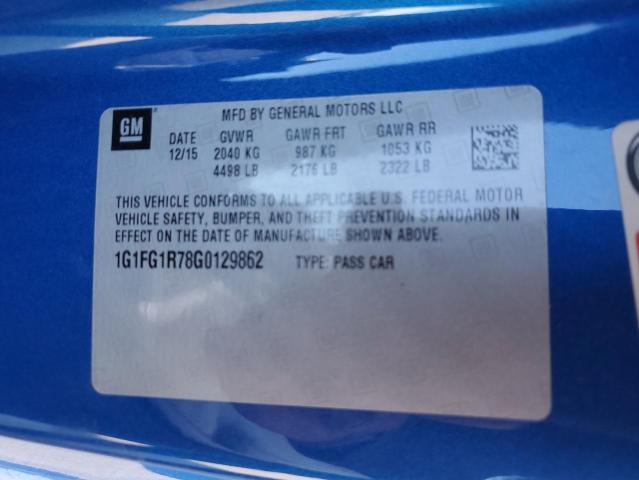 GM
MFD BY GENERAL MOTORS LLC
DATE GVWR GAWR FRT GAWR RR
12/15 2040 KG 987 KG 1053 KG
4498 LB 2176 LB 2322 LB
THIS VEHICLE CONFORMS TO ALL APPLICABLE U.S. FEDERAL MOTOR
VEHICLE SAFETY, BUMPER, AND THEFT PREVENTION STANDARDS IN
EFFECT ON THE DATE OF MANUFACTURE SHOWN ABOVE.
1G1FG1R78G0129862 TYPE: PASS CAR